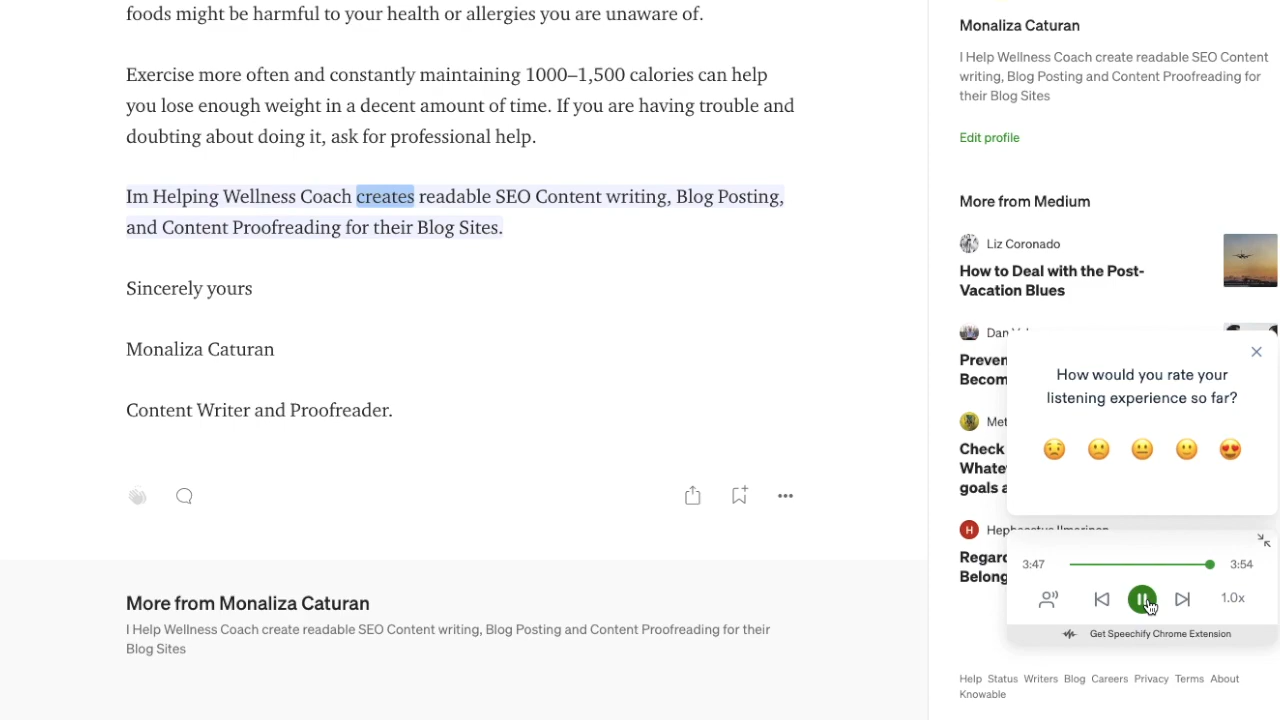 foods might be harmful to your health or allergies you are unaware of.
Exercise more often and constantly maintaining 1000–1,500 calories can help
you lose enough weight in a decent amount of time. If you are having trouble and
doubting about doing it, ask for professional help.
Im Helping Wellness Coach creates readable SEO Content writing, Blog Posting,
and Content Proofreading for their Blog Sites.
Sincerely yours
Monaliza Caturan
Content Writer and Proofreader.
More from Monaliza Caturan
I Help Wellness Coach create readable SEO Content writing, Blog Posting and Content Proofreading for their
Blog Sites
Monaliza Caturan
I Help Wellness Coach create readable SEO Content
writing, Blog Posting and Content Proofreading for
their Blog Sites
Edit profile
More from Medium
Liz Coronado
How to Deal with the Post-
Vacation Blues
Dan
Preven
Becom
Met
Check
Whate
goals a
H
Regard
Belong
How would you rate your
listening experience so far?
3:47
3:54
1.0x
Get Speechify Chrome Extension
Help Status Writers Blog Careers Privacy Terms About
Knowable